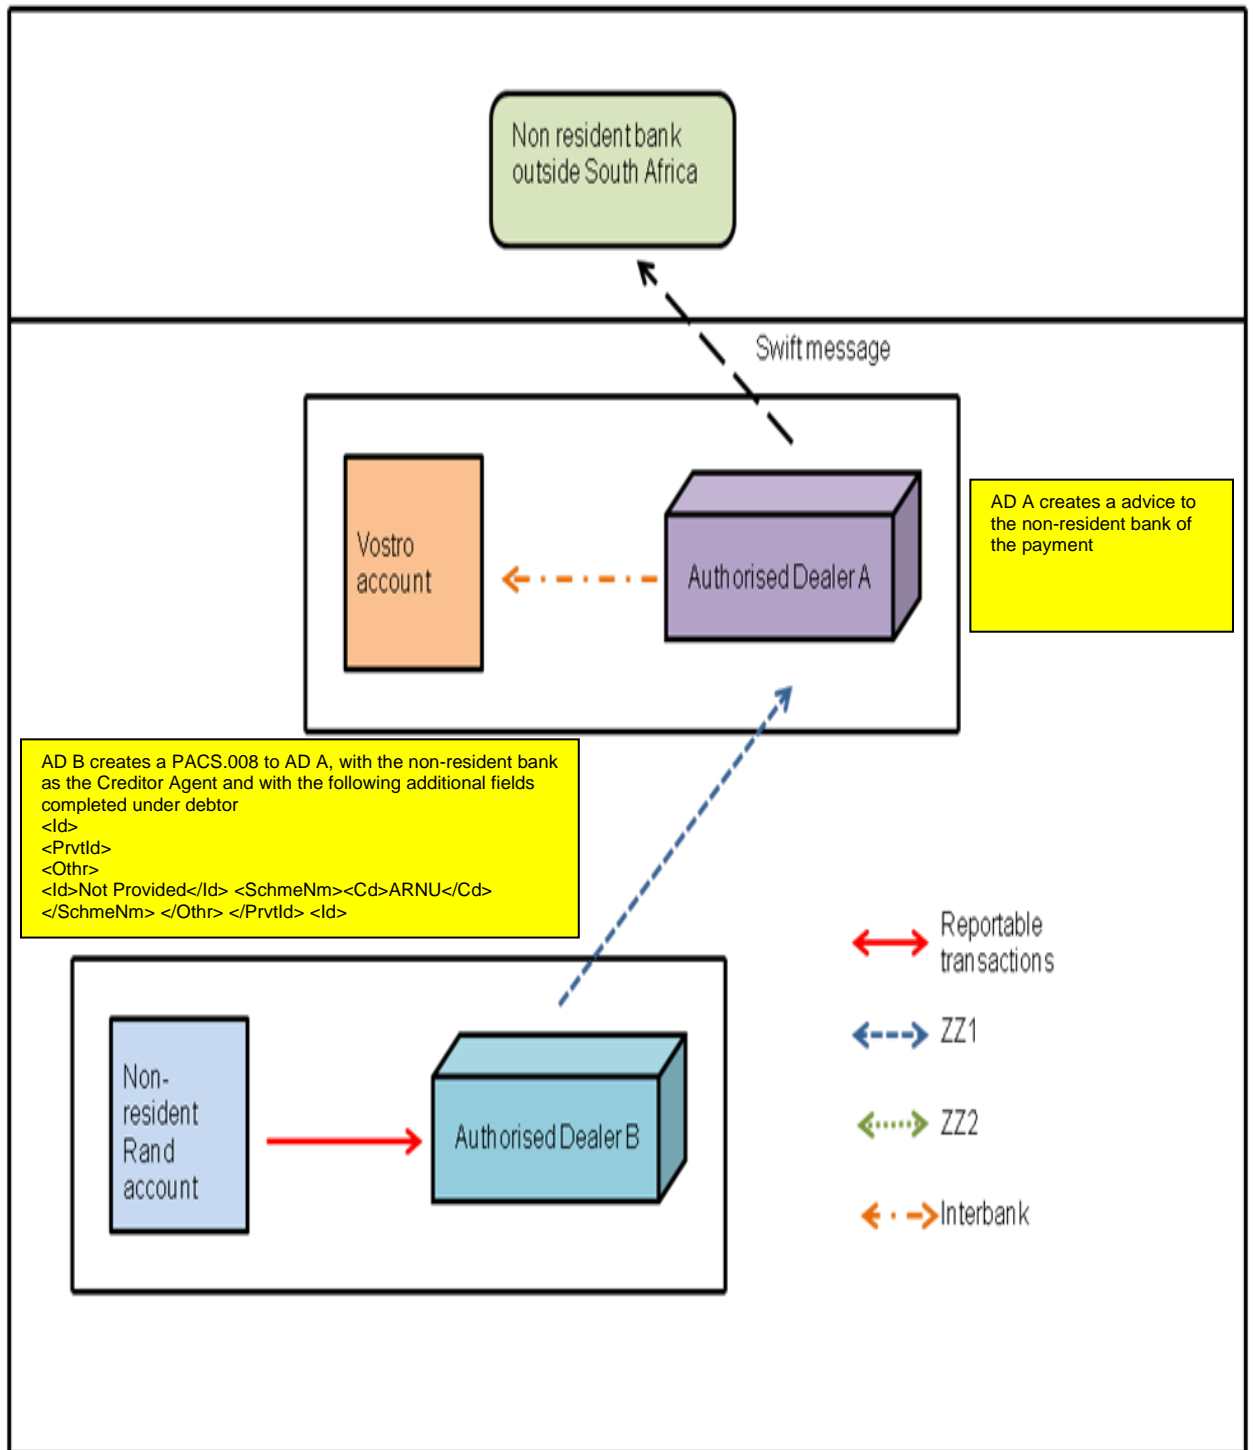 Non resident bank
outside South Africa
Swift message
Vostro
account
Authorised Dealer A
AD A creates a advice to
the non-resident bank of
the payment
AD B creates a PACS.008 to AD A, with the non-resident bank
as the Creditor Agent and with the following additional fields
completed under debtor
<Id>
<PrvtId>
<Othr>
<Id>Not Provided</Id> <SchmeNm><Cd>ARNU</Cd>
</SchmeNm> </Othr> </PrvtId> <Id>
Non-
resident
Rand
account
Authorised Dealer B
Reportable
transactions
ZZ1
ZZ2
Interbank